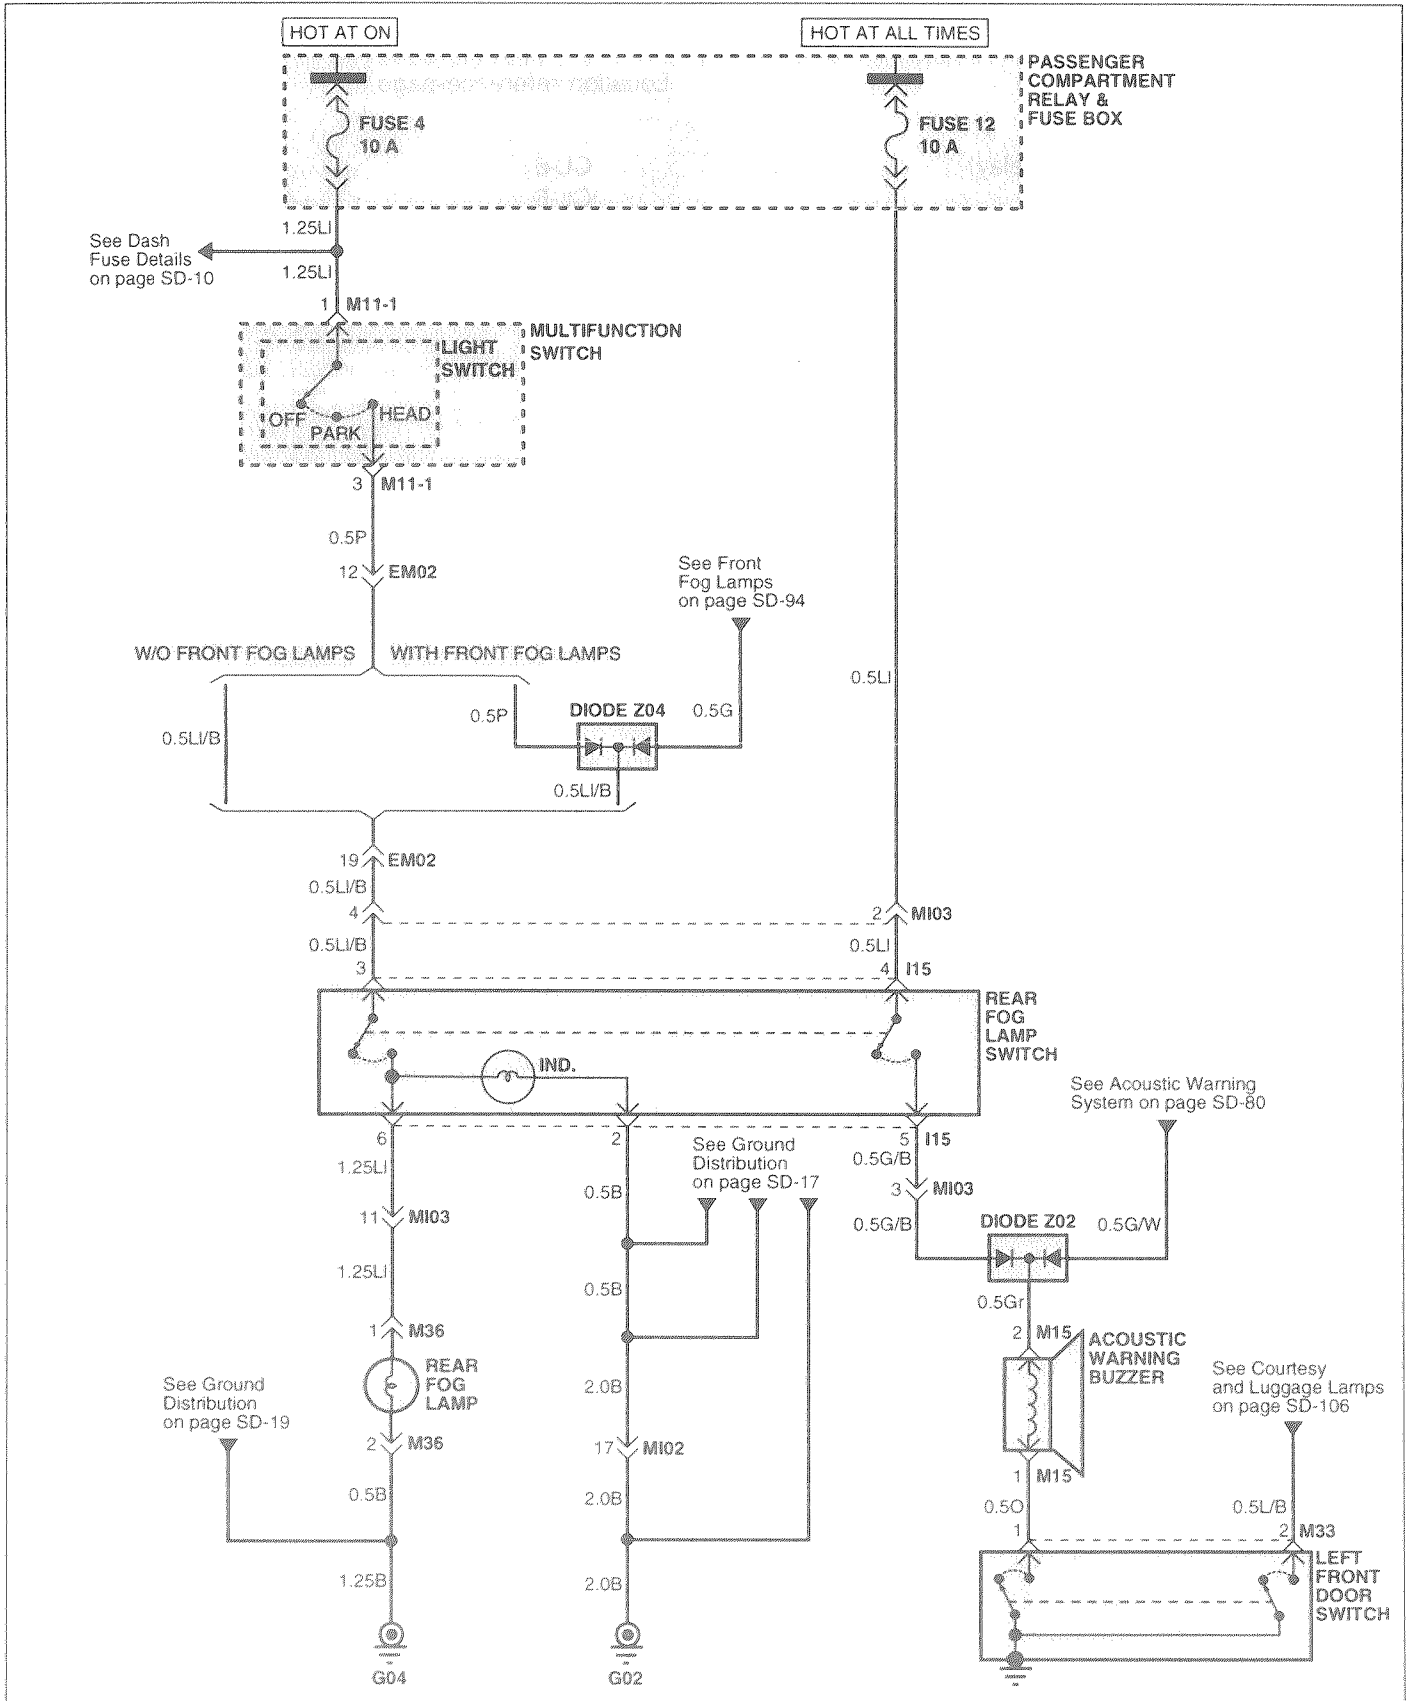 HOT AT ON
HOT AT ALL TIMES
PASSENGER
COMPARTMENT
RELAY &
FUSE BOX
FUSE 4
10 A
FUSE 12
10 A
1.25LI
See Dash
Fuse Details
on page SD-10
1.25LI
1 M11-1
MULTIFUNCTION
SWITCH
LIGHT
SWITCH
OFF
PARK
HEAD
3 M11-1
0.5P
12 EM02
See Front
Fog Lamps
on page SD-94
W/O FRONT FOG LAMPS
WITH FRONT FOG LAMPS
0.5LI
0.5LI/B
0.5P
DIODE Z04
0.5G
0.5LI/B
19 EM02
0.5LI/B
4
2 MI03
0.5LI/B
0.5LI
3
4 I15
REAR
FOG
LAMP
SWITCH
IND.
See Acoustic Warning
System on page SD-80
6
2
5 I15
1.25LI
See Ground
Distribution
on page SD-17
0.5G/B
0.5B
3 MI03
11 MI03
0.5G/B
DIODE Z02
0.5G/W
1.25LI
0.5B
0.5Gr
1 M36
2 M15
ACOUSTIC
WARNING
BUZZER
REAR
FOG
LAMP
See Ground
Distribution
on page SD-19
2.0B
See Courtesy
and Luggage Lamps
on page SD-106
2 M36
17 MI02
1 M15
0.5B
2.0B
0.5O
0.5L/B
1
2 M33
LEFT
FRONT
DOOR
SWITCH
1.25B
2.0B
G04
G02